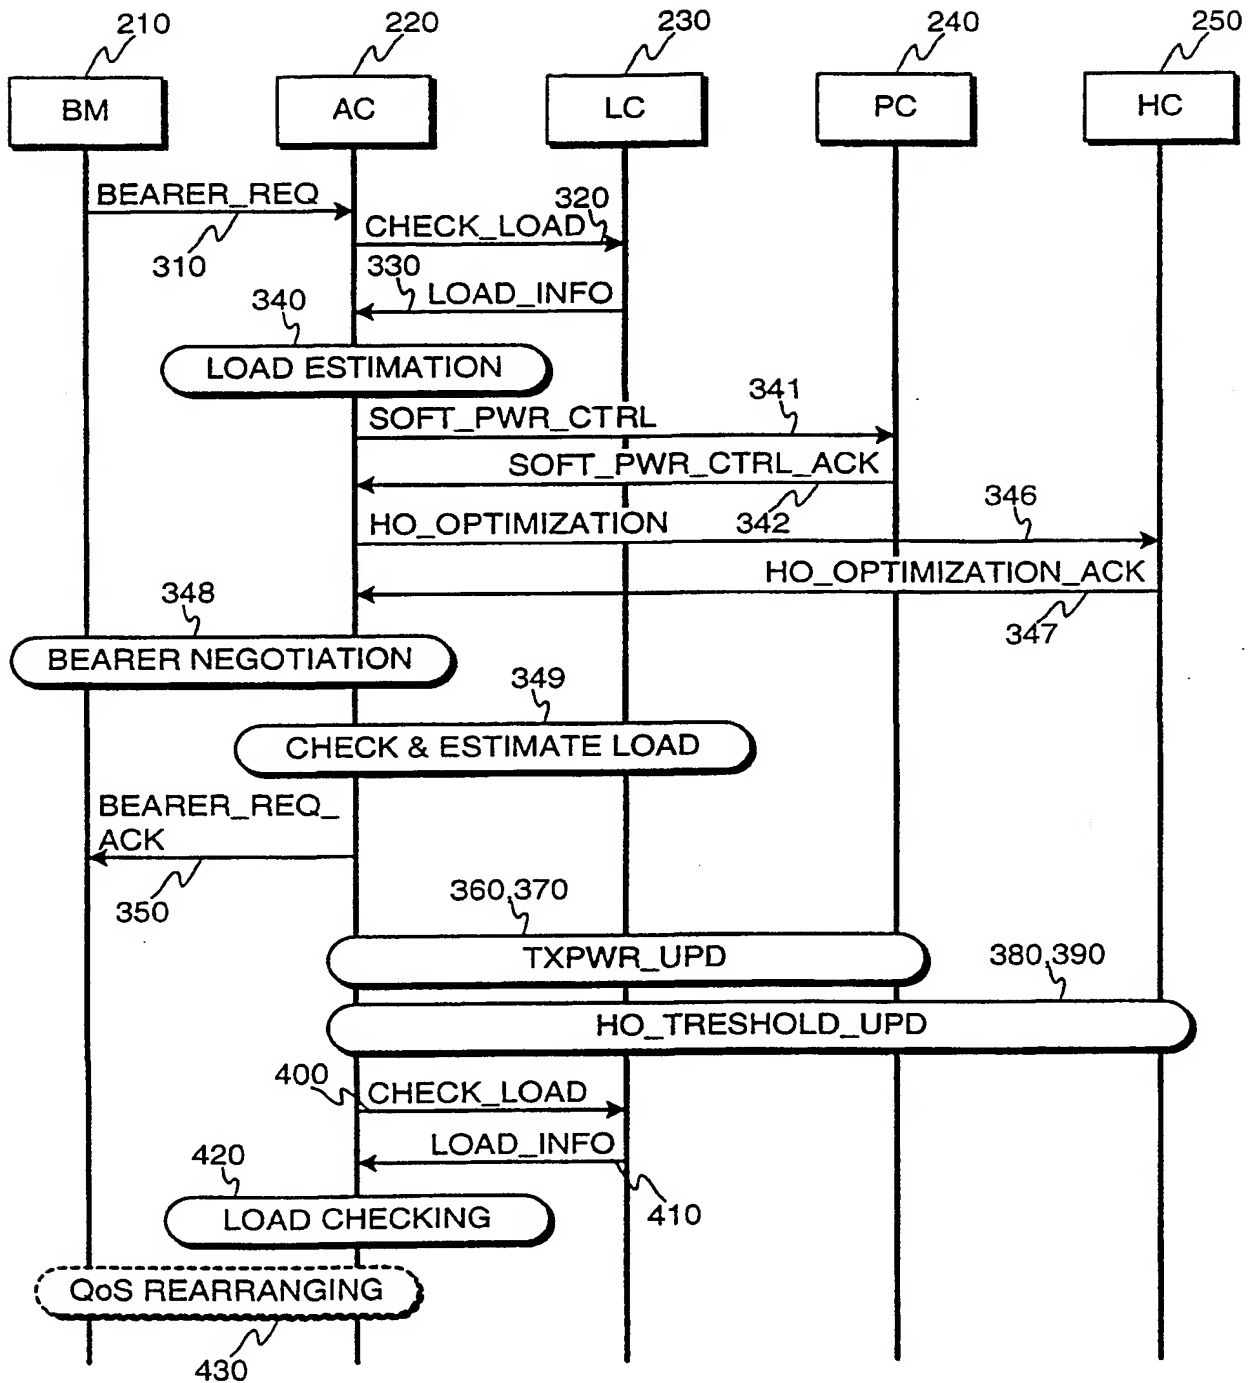 210
220
230
240
250
BM
AC
LC
PC
HC
BEARER_REQ
310
320
CHECK_LOAD
330
LOAD_INFO
340
LOAD ESTIMATION
341
SOFT_PWR_CTRL
SOFT_PWR_CTRL_ACK
342
346
HO_OPTIMIZATION
HO_OPTIMIZATION_ACK
347
348
BEARER NEGOTIATION
349
CHECK & ESTIMATE LOAD
BEARER_REQ_
ACK
350
360,370
TXPWR_UPD
380,390
HO_TRESHOLD_UPD
400
CHECK_LOAD
LOAD_INFO
410
420
LOAD CHECKING
QoS REARRANGING
430